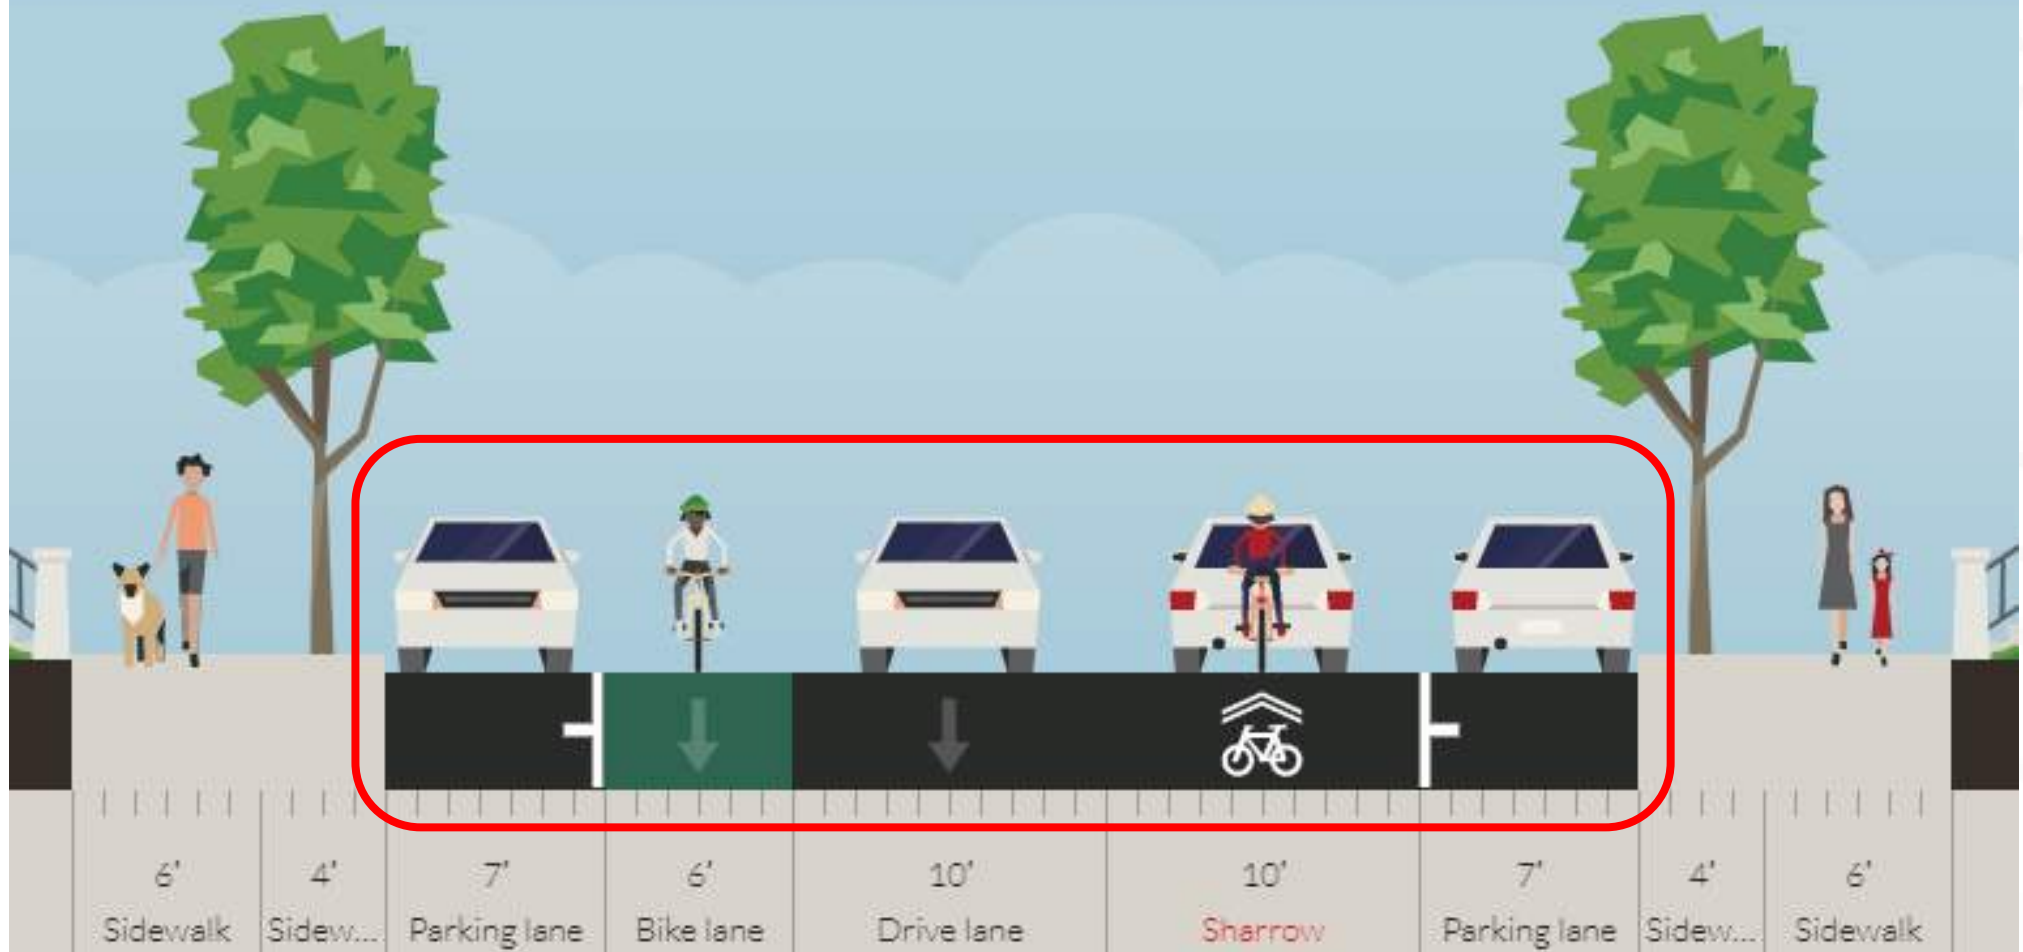 6' 4' 7' 6' 10' 10' 7' 4' 6'
Sidewalk Sidew... Parking lane Bike lane Drive lane Sharrow Parking lane Sidew... Sidewalk